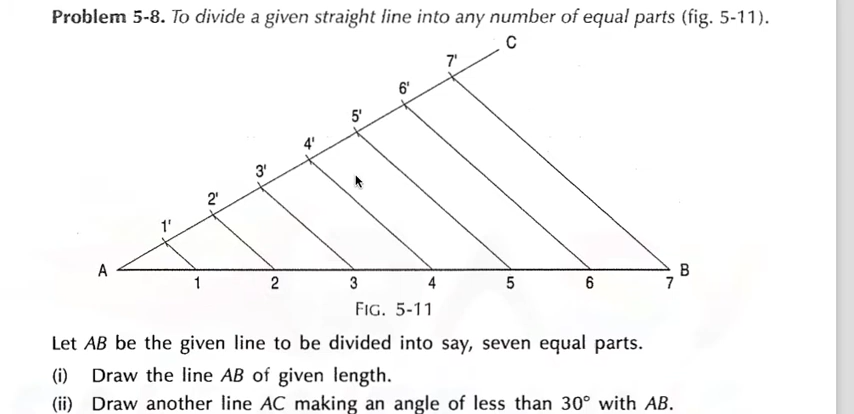 Problem 5-8. To divide a given straight line into any number of equal parts (fig. 5-11).
C
7'
6'
5'
4'
3'
2'
1'
A
B
1 2 3 4 5 6 7
FIG. 5-11
Let AB be the given line to be divided into say, seven equal parts.
(i) Draw the line AB of given length.
(ii) Draw another line AC making an angle of less than 30° with AB.